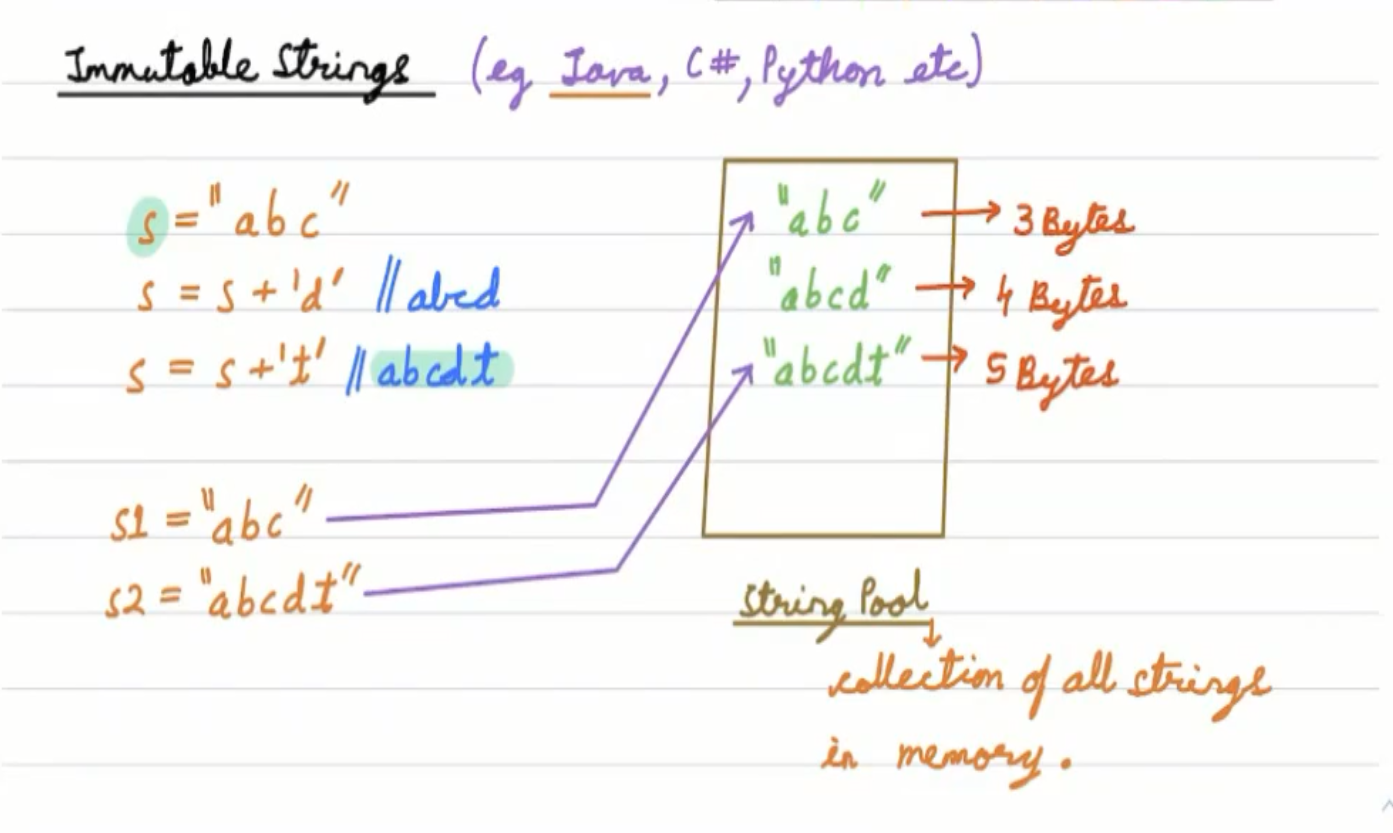 Immutable Strings (eg Java, C#, Python etc)
s = "abc"
s = s + 'd' // abcd
s = s + 't' // abcdt
s1 = "abc"
s2 = "abcdt"
"abc" → 3 Bytes
"abcd" → 4 Bytes
"abcdt" → 5 Bytes
String Pool
collection of all strings
in memory.